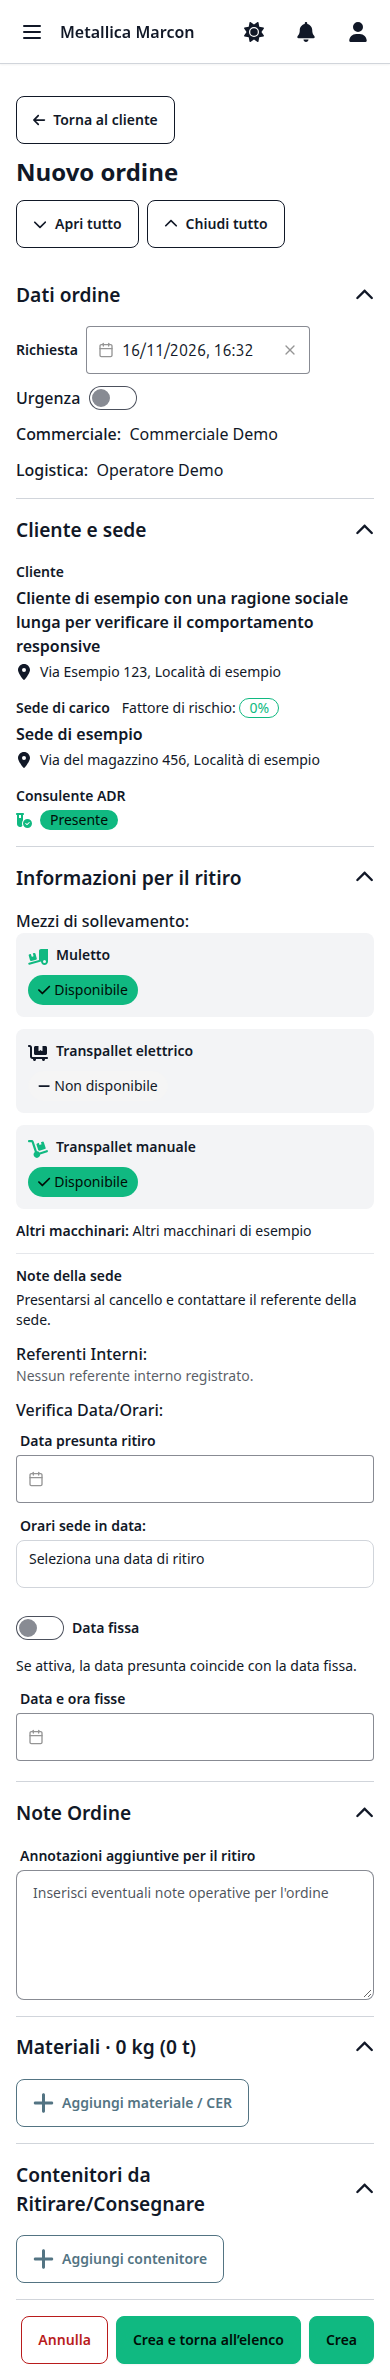 Metallica Marcon
Torna al cliente
Nuovo ordine
Apri tutto
Chiudi tutto
Dati ordine
Richiesta
16/11/2026, 16:32
Urgenza
Commerciale: Commerciale Demo
Logistica: Operatore Demo
Cliente e sede
Cliente
Cliente di esempio con una ragione sociale
lunga per verificare il comportamento
responsive
Via Esempio 123, Località di esempio
Sede di carico Fattore di rischio: 0%
Sede di esempio
Via del magazzino 456, Località di esempio
Consulente ADR
Presente
Informazioni per il ritiro
Mezzi di sollevamento:
Muletto
Disponibile
Transpallet elettrico
Non disponibile
Transpallet manuale
Disponibile
Altri macchinari: Altri macchinari di esempio
Note della sede
Presentarsi al cancello e contattare il referente della
sede.
Referenti Interni:
Nessun referente interno registrato.
Verifica Data/Orari:
Data presunta ritiro
Orari sede in data:
Seleziona una data di ritiro
Data fissa
Se attiva, la data presunta coincide con la data fissa.
Data e ora fisse
Note Ordine
Annotazioni aggiuntive per il ritiro
Inserisci eventuali note operative per l'ordine
Materiali · 0 kg (0 t)
Aggiungi materiale / CER
Contenitori da
Ritirare/Consegnare
Aggiungi contenitore
Annulla
Crea e torna all'elenco
Crea